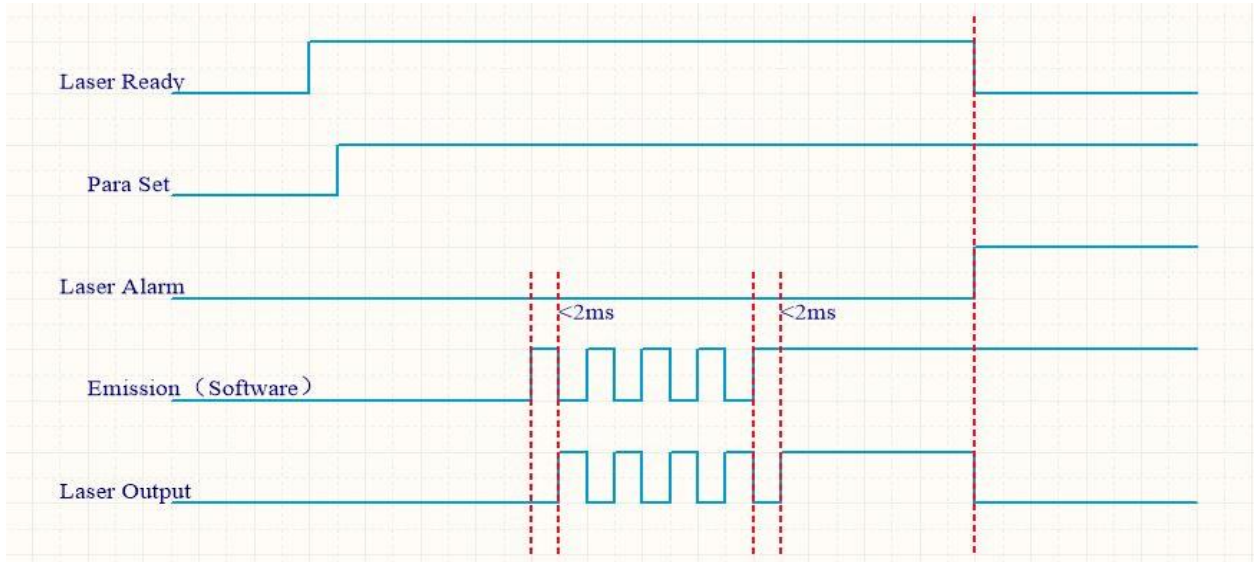 Laser Ready
Para Set
Laser Alarm
<2ms
<2ms
Emission（Software）
Laser Output